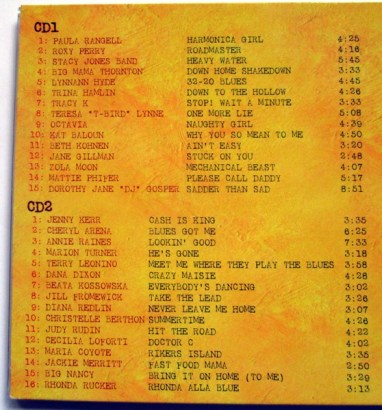 CD1
1: PAULA RANGELL HARMONICA GIRL 4:25
2: ROXY PERRY ROADMASTER 4:18
3: STACY JONES BAND HEAVY WATER 5:45
4: BIG MAMA THORNTON DOWN HOME SHAKEDOWN 3:33
5: LYNNANN HYDE 32-20 BLUES 4:45
6: TRINA HAMLIN DOWN TO THE HOLLOW 4:26
7: TRACY K STOP! WAIT A MINUTE 3:33
8: TERESA "T-BIRD" LYNNE ONE MORE LIE 5:08
9: OCTAVIA NAUGHTY GIRL 4:39
10: KAT BALOUN WHY YOU SO MEAN TO ME 4:50
11: BETH KOHNEN AIN'T EASY 3:20
12: JANE GILLMAN STUCK ON YOU 2:48
13: ZOLA MOON MECHANICAL BEAST 4:07
14: MATTIE PHIFER PLEASE CALL DADDY 5:17
15: DOROTHY JANE "DJ" GOSPER SADDER THAN SAD 8:51
CD2
1: JENNY KERR CASH IS KING 3:35
2: CHERYL ARENA BLUES GOT ME 6:25
3: ANNIE RAINES LOOKIN' GOOD 7:33
4: MARION TURNER HE'S GONE 3:18
5: TERRY LEONINO MEET ME WHERE THEY PLAY THE BLUES 3:58
6: DANA DIXON CRAZY MAISIE 4:28
7: BEATA KOSSOWSKA EVERYBODY'S DANCING 3:02
8: JILL FROMEWICK TAKE THE LEAD 3:26
9: DIANA REDLIN NEVER LEAVE ME HOME 3:07
10: CHRISTELLE BERTHON SUMMERTIME 4:26
11: JUDY RUDIN HIT THE ROAD 4:22
12: CECILIA LOFORTI DOCTOR C 4:02
13: MARIA COYOTE RIKERS ISLAND 3:35
14: JACKIE MERRITT FAST FOOD MAMA 2:50
15: BIG NANCY BRING IT ON HOME (TO ME) 3:29
16: RHONDA RUCKER RHONDA ALLA BLUE 3:13